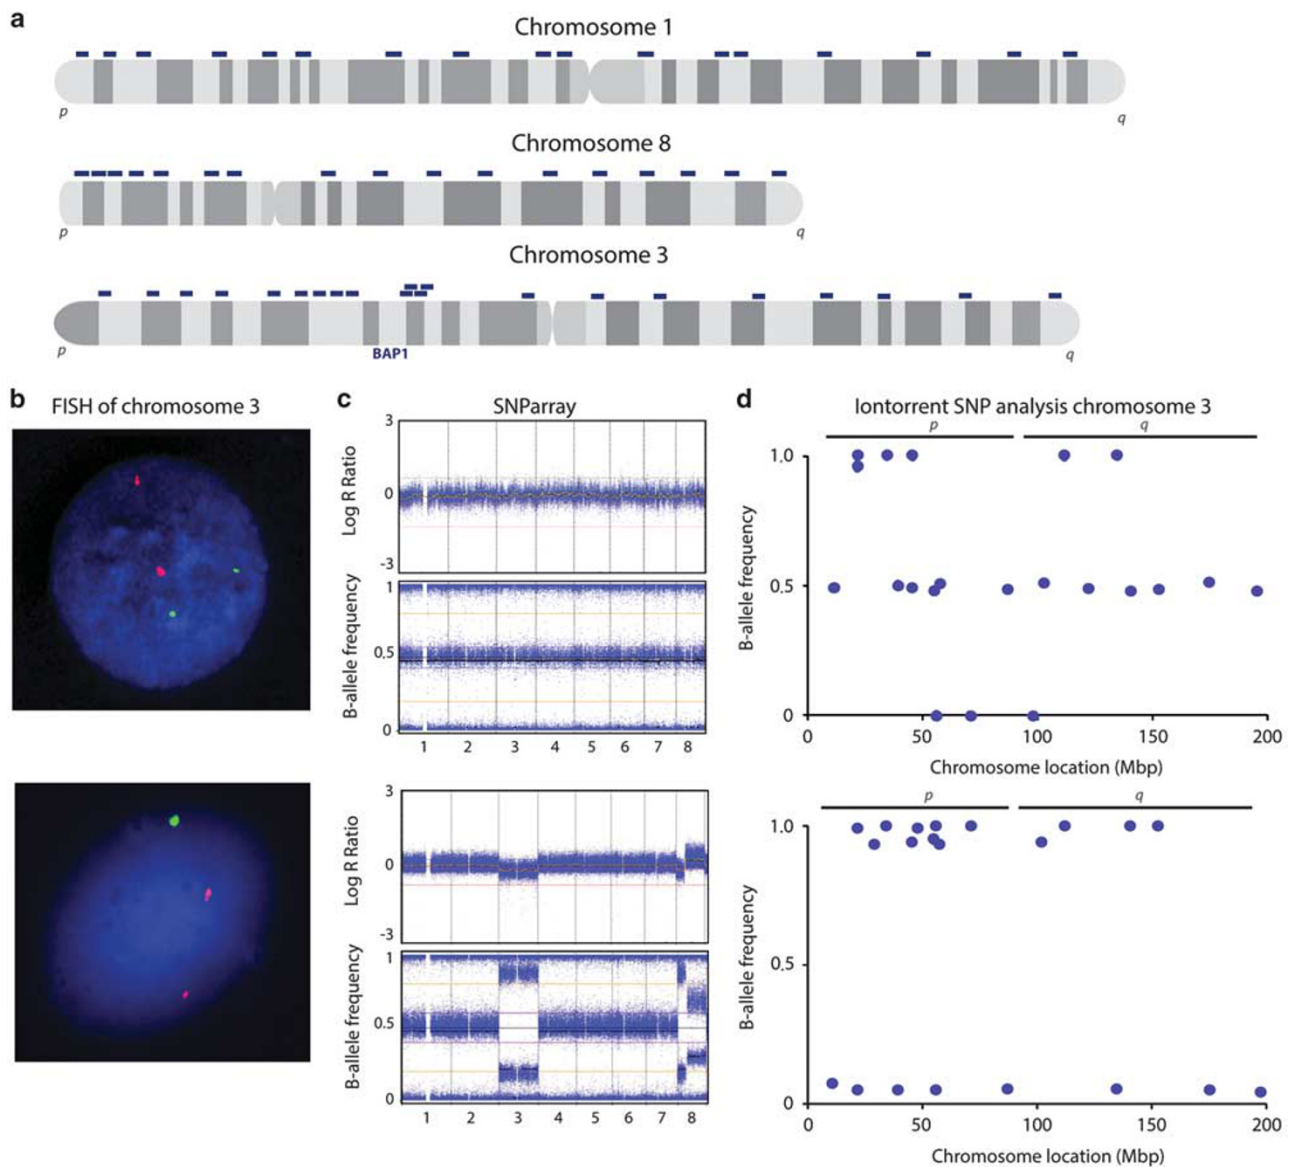 a
Chromosome 1
p
q
Chromosome 8
p
q
Chromosome 3
p
BAP1
q
b
FISH of chromosome 3
c
SNParray
3
0
-3
Log R Ratio
1
0,5
0
B-allele frequency
1 2 3 4 5 6 7 8
3
0
-3
Log R Ratio
1
0.5
0
B-allele frequency
1 2 3 4 5 6 7 8
d
Iontorrent SNP analysis chromosome 3
p
q
1.0
0.5
0
B-allele frequency
0 50 100 150 200
Chromosome location (Mbp)
p
q
1.0
0.5
0
B-allele frequency
0 50 100 150 200
Chromosome location (Mbp)